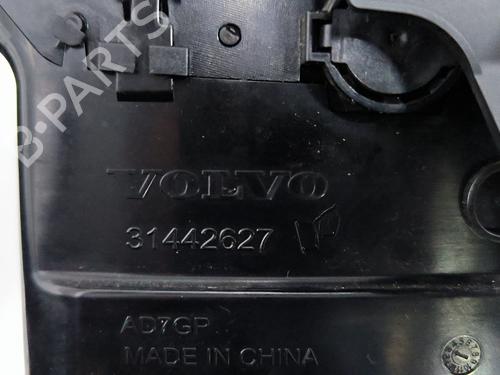 B-PARTS
VOLVO
31442627
AD7GP
MADE IN CHINA